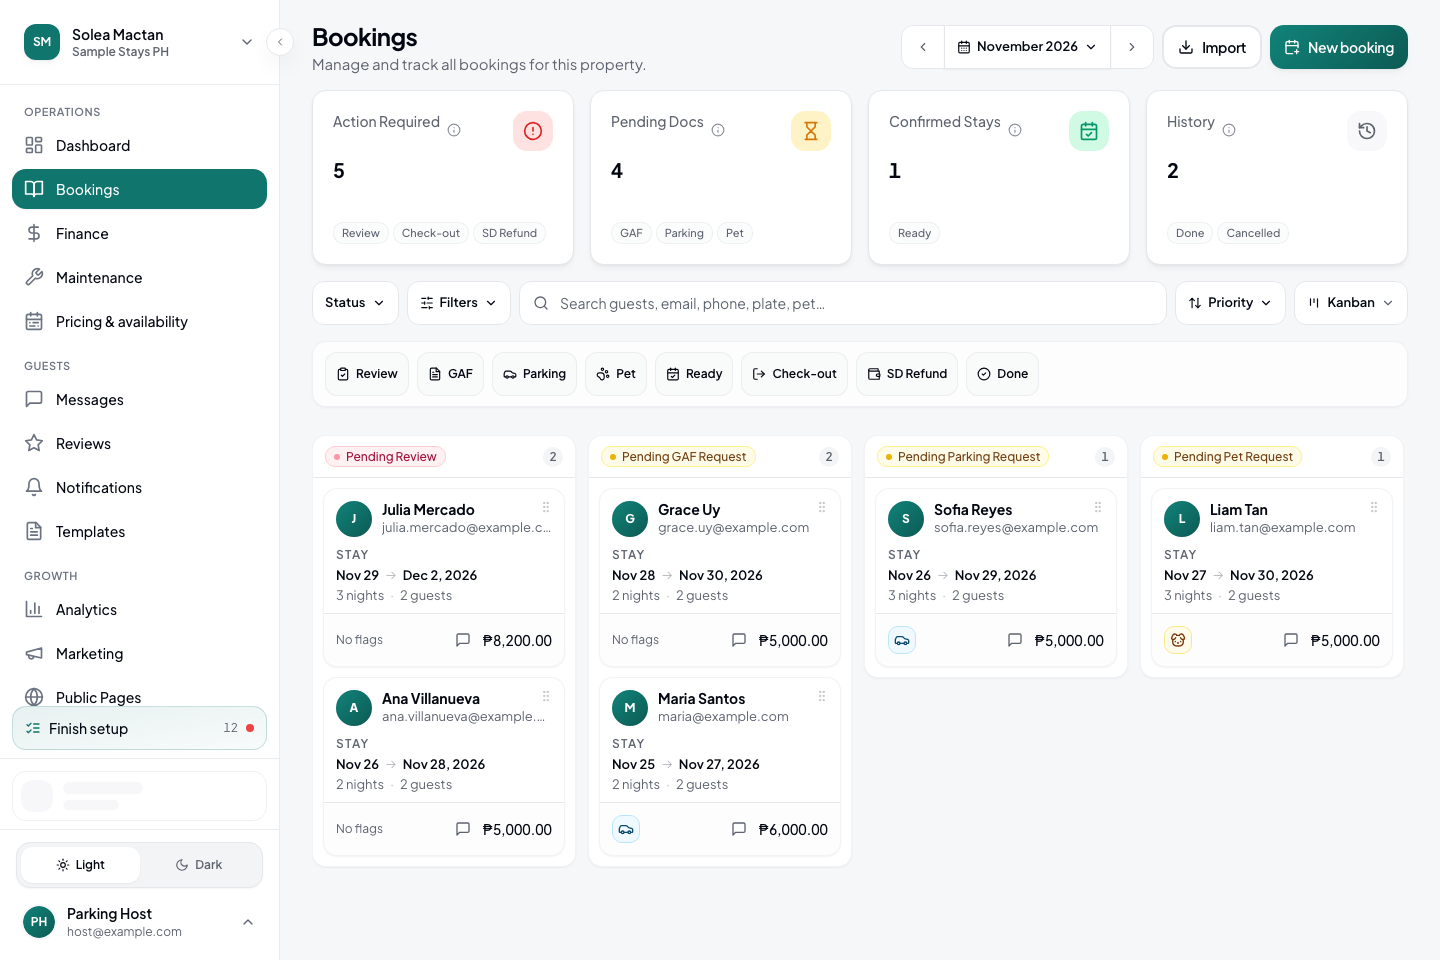 SM
Solea Mactan
Sample Stays PH
OPERATIONS
Dashboard
Bookings
Finance
Maintenance
Pricing & availability
GUESTS
Messages
Reviews
Notifications
Templates
GROWTH
Analytics
Marketing
Public Pages
Finish setup 12
Light Dark
PH
Parking Host
host@example.com
Bookings
Manage and track all bookings for this property.
November 2026
Import
New booking
Action Required
5
Review Check-out SD Refund
Pending Docs
4
GAF Parking Pet
Confirmed Stays
1
Ready
History
2
Done Cancelled
Status
Filters
Search guests, email, phone, plate, pet...
Priority
Kanban
Review GAF Parking Pet Ready Check-out SD Refund Done
Pending Review 2
J
Julia Mercado
julia.mercado@example.c...
STAY
Nov 29 → Dec 2, 2026
3 nights · 2 guests
No flags ₱8,200.00
A
Ana Villanueva
ana.villanueva@example....
STAY
Nov 26 → Nov 28, 2026
2 nights · 2 guests
No flags ₱5,000.00
Pending GAF Request 2
G
Grace Uy
grace.uy@example.com
STAY
Nov 28 → Nov 30, 2026
2 nights · 2 guests
No flags ₱5,000.00
M
Maria Santos
maria@example.com
STAY
Nov 25 → Nov 27, 2026
2 nights · 2 guests
₱6,000.00
Pending Parking Request 1
S
Sofia Reyes
sofia.reyes@example.com
STAY
Nov 26 → Nov 29, 2026
3 nights · 2 guests
₱5,000.00
Pending Pet Request 1
L
Liam Tan
liam.tan@example.com
STAY
Nov 27 → Nov 30, 2026
3 nights · 2 guests
₱5,000.00